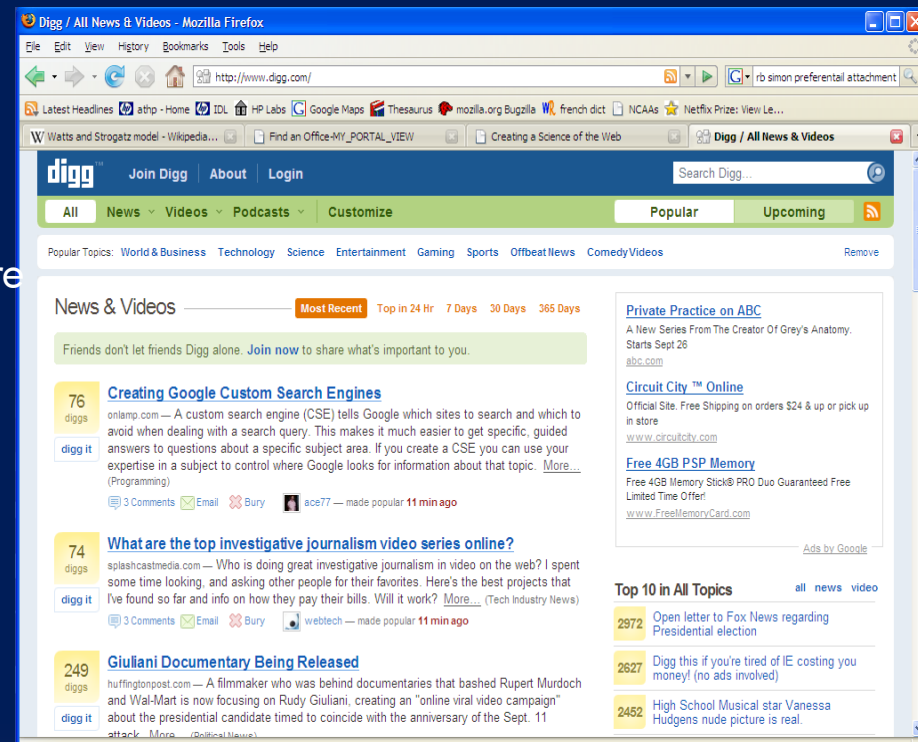 Digg / All News & Videos - Mozilla Firefox
File Edit View History Bookmarks Tools Help
http://www.digg.com/ G rb simon preferentail attachment
Latest Headlines athp - Home IDL HP Labs Google Maps Thesaurus mozilla.org Bugzilla french dict NCAAs Netflix Prize: View Le...
W Watts and Strogatz model - Wikipedia... Find an Office-MY_PORTAL_VIEW Creating a Science of the Web Digg / All News & Videos
digg™ Join Digg About Login Search Digg...
All News Videos Podcasts Customize Popular Upcoming
Popular Topics: World & Business Technology Science Entertainment Gaming Sports Offbeat News Comedy Videos Remove
re
News & Videos Most Recent Top in 24 Hr 7 Days 30 Days 365 Days
Friends don't let friends Digg alone. Join now to share what's important to you.
76 diggs
digg it
Creating Google Custom Search Engines
onlamp.com — A custom search engine (CSE) tells Google which sites to search and which to
avoid when dealing with a search query. This makes it much easier to get specific, guided
answers to questions about a specific subject area. If you create a CSE you can use your
expertise in a subject to control where Google looks for information about that topic. More...
(Programming)
3 Comments Email Bury ace77 — made popular 11 min ago
74 diggs
digg it
What are the top investigative journalism video series online?
splashcastmedia.com — Who is doing great investigative journalism in video on the web? I spent
some time looking, and asking other people for their favorites. Here's the best projects that
I've found so far and info on how they pay their bills. Will it work? More... (Tech Industry News)
3 Comments Email Bury webtech — made popular 11 min ago
249 diggs
digg it
Giuliani Documentary Being Released
huffingtonpost.com — A filmmaker who was behind documentaries that bashed Rupert Murdoch
and Wal-Mart is now focusing on Rudy Giuliani, creating an "online viral video campaign"
about the presidential candidate timed to coincide with the anniversary of the Sept. 11
attack. More... (Political News)
Private Practice on ABC
A New Series From The Creator Of Grey's Anatomy.
Starts Sept 26
abc.com
Circuit City ™ Online
Official Site. Free Shipping on orders $24 & up or pick up
in store
www.circuitcity.com
Free 4GB PSP Memory
Free 4GB Memory Stick® PRO Duo Guaranteed Free
Limited Time Offer!
www.FreeMemoryCard.com
Ads by Google
Top 10 in All Topics all news video
2972 Open letter to Fox News regarding
Presidential election
2627 Digg this if you're tired of IE costing you
money! (no ads involved)
2452 High School Musical star Vanessa
Hudgens nude picture is real.